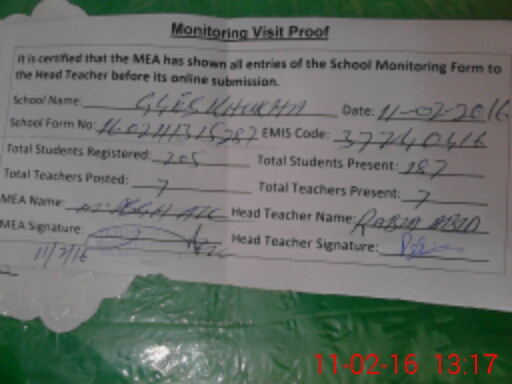 Monitoring Visit Proof
It is certified that the MEA has shown all entries of the School Monitoring Form to
the Head Teacher before its online submission.
School Name: GGES KHUKHA Date: 11-02-2016
School Form No: EMIS Code: 37240416
Total Students Registered: 205 Total Students Present: 187
Total Teachers Posted: 7 Total Teachers Present: 7
MEA Name: Head Teacher Name: RABIA
MEA Signature: Head Teacher Signature:
11/2/16
11-02-16 13:17